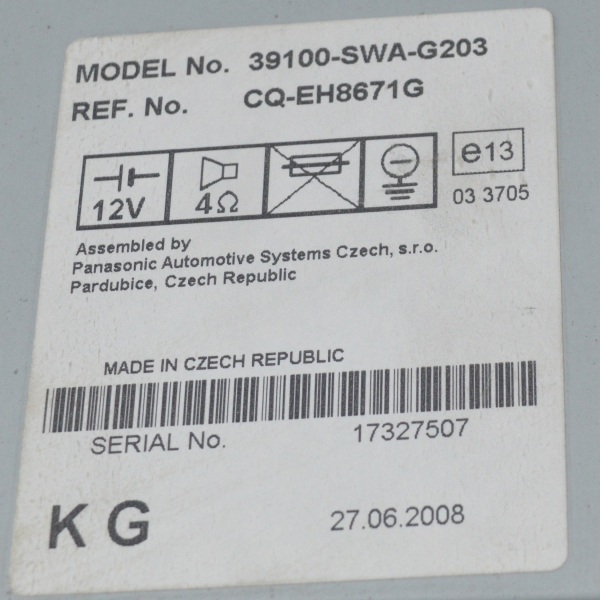 MODEL No. 39100-SWA-G203
REF. No. CQ-EH8671G
12V 4Ω e13
03 3705
Assembled by
Panasonic Automotive Systems Czech, s.r.o.
Pardubice, Czech Republic
MADE IN CZECH REPUBLIC
SERIAL No. 17327507
KG 27.06.2008